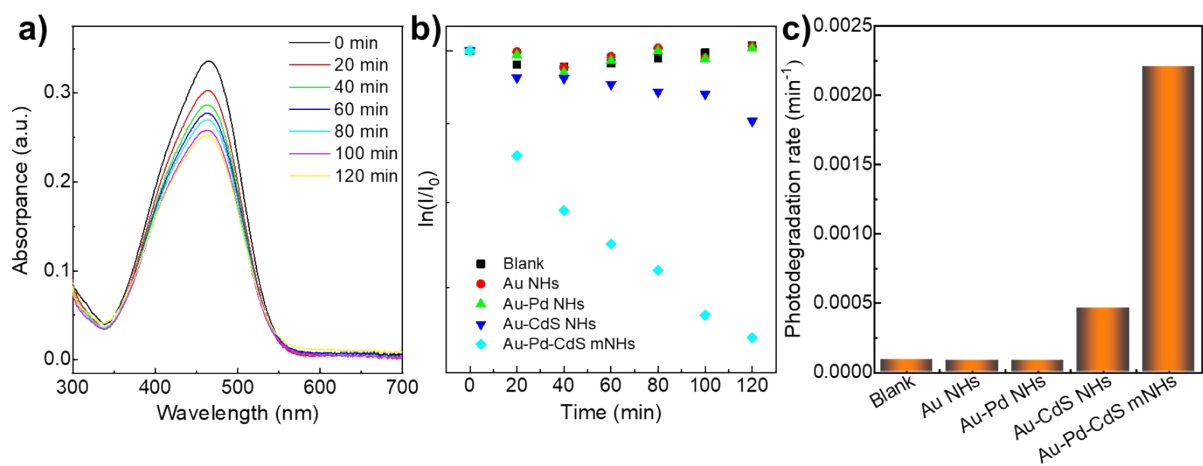 a)
0 min
20 min
40 min
60 min
80 min
100 min
120 min
Absorpance (a.u.)
0.3
0.2
0.1
0.0
300 400 500 600 700
Wavelength (nm)
b)
ln(I/I0)
Blank
Au NHs
Au-Pd NHs
Au-CdS NHs
Au-Pd-CdS mNHs
0 20 40 60 80 100 120
Time (min)
c)
Photodegradation rate (min-1)
0.0025
0.0020
0.0015
0.0010
0.0005
0.0000
Blank
Au NHs
Au-Pd NHs
Au-CdS NHs
Au-Pd-CdS mNHs